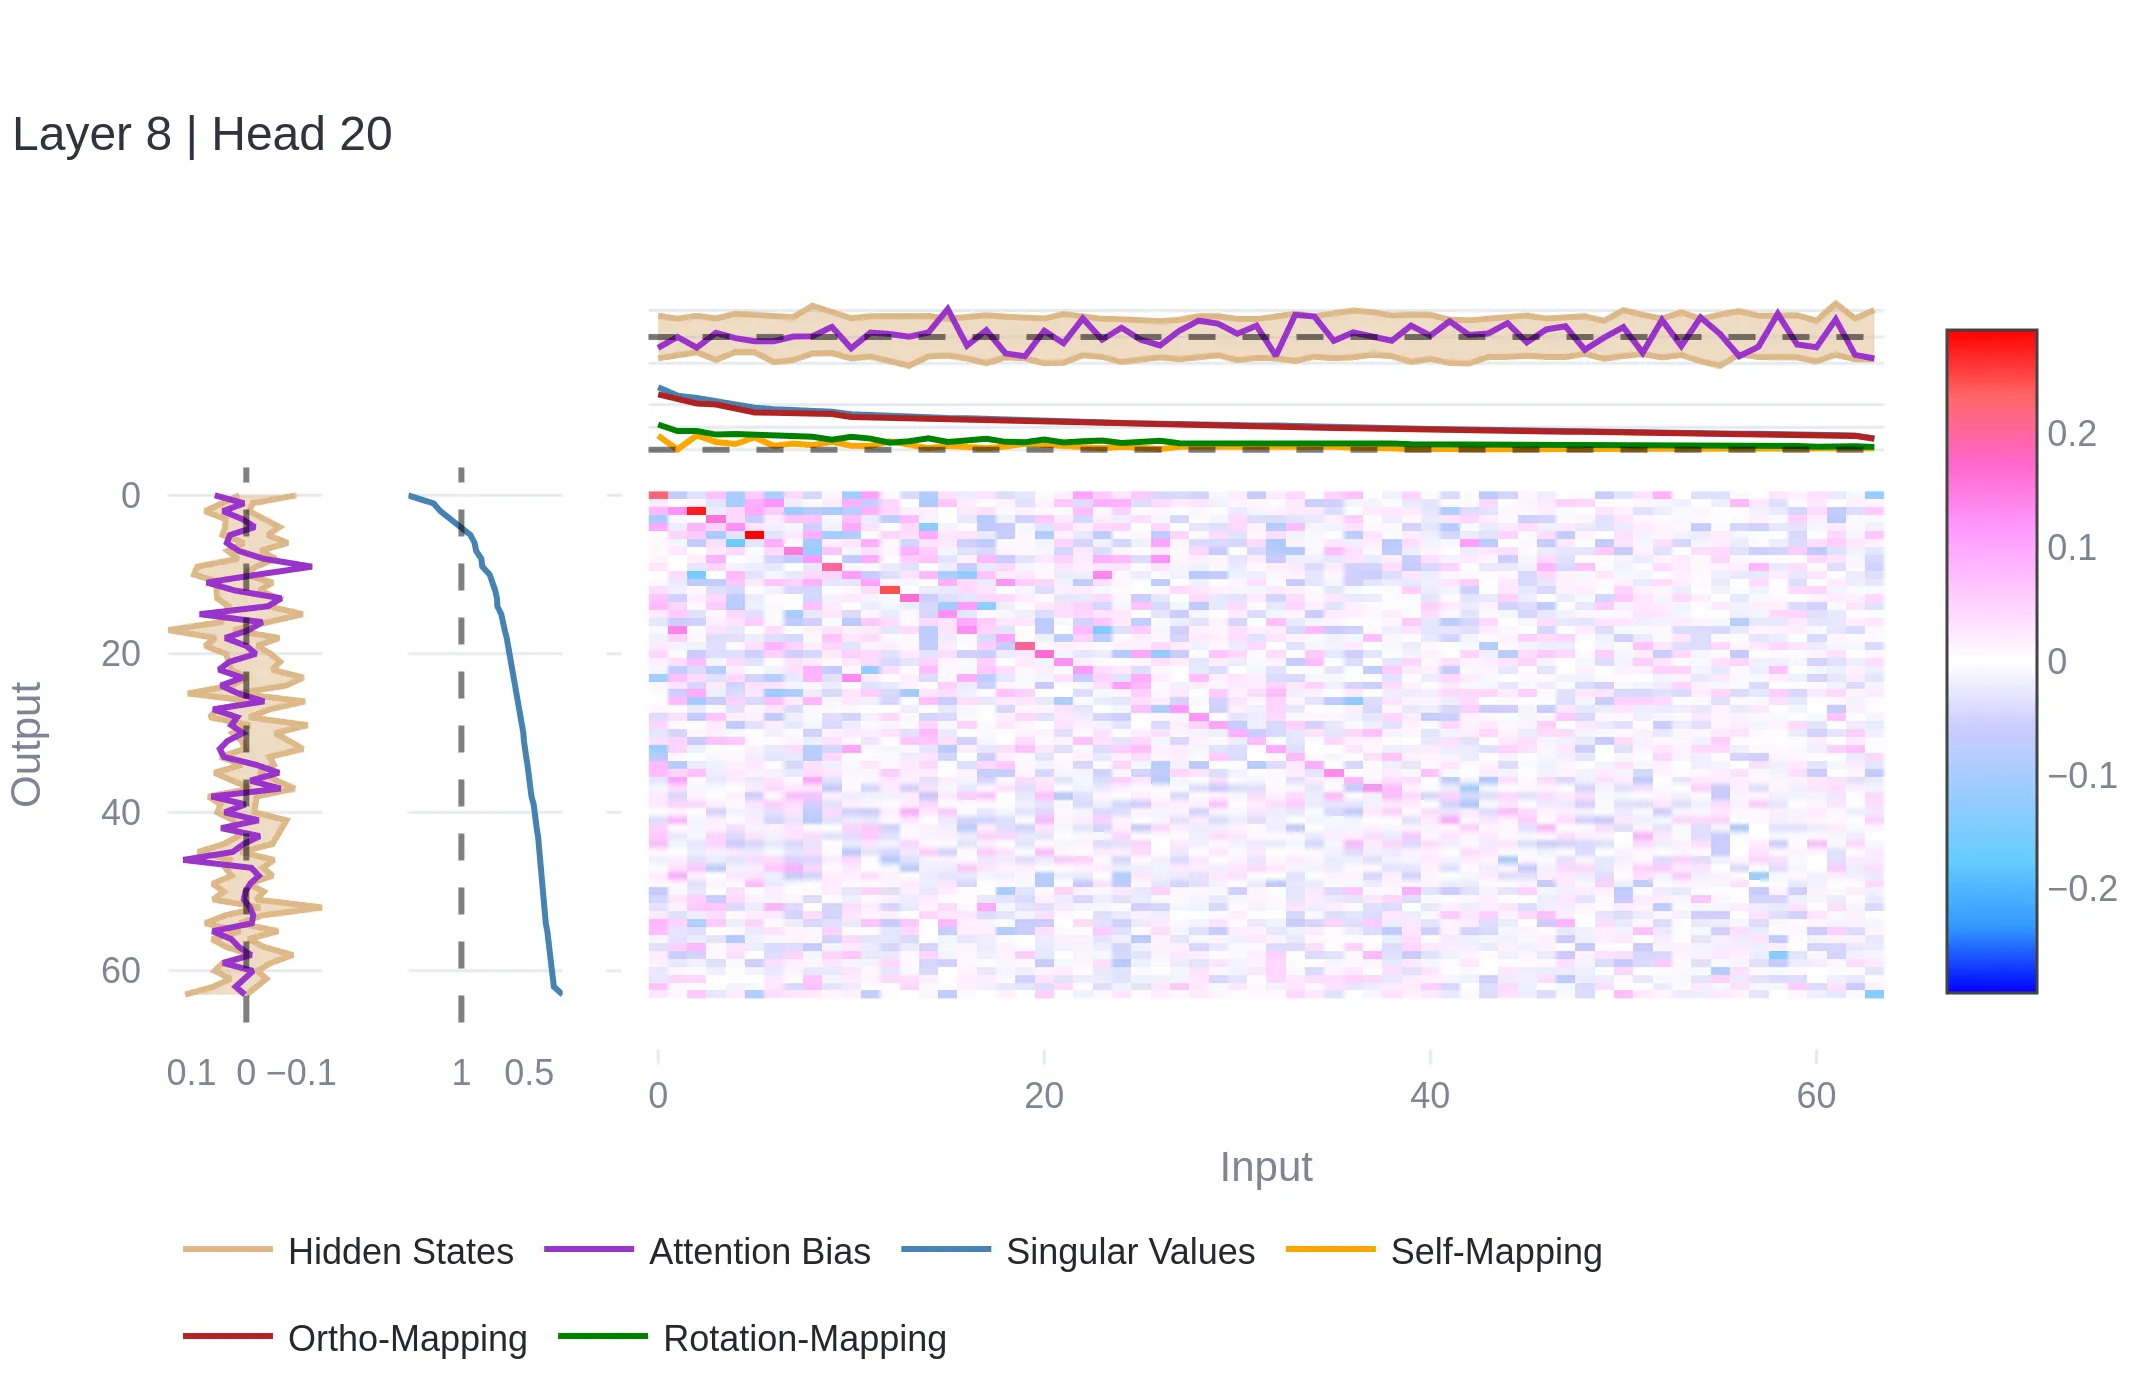 Layer 8 | Head 20
0
20
40
60
Output
0.1 0 −0.1
1 0.5
0 20 40 60
Input
0.2
0.1
0
−0.1
−0.2
Hidden States Attention Bias Singular Values Self-Mapping
Ortho-Mapping Rotation-Mapping